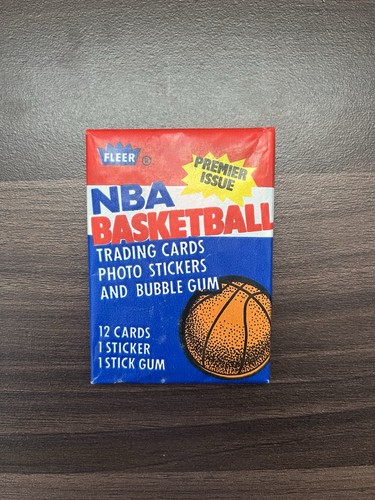 FLEER
PREMIER
ISSUE
NBA
BASKETBALL
TRADING CARDS
PHOTO STICKERS
AND BUBBLE GUM
12 CARDS
1 STICKER
1 STICK GUM